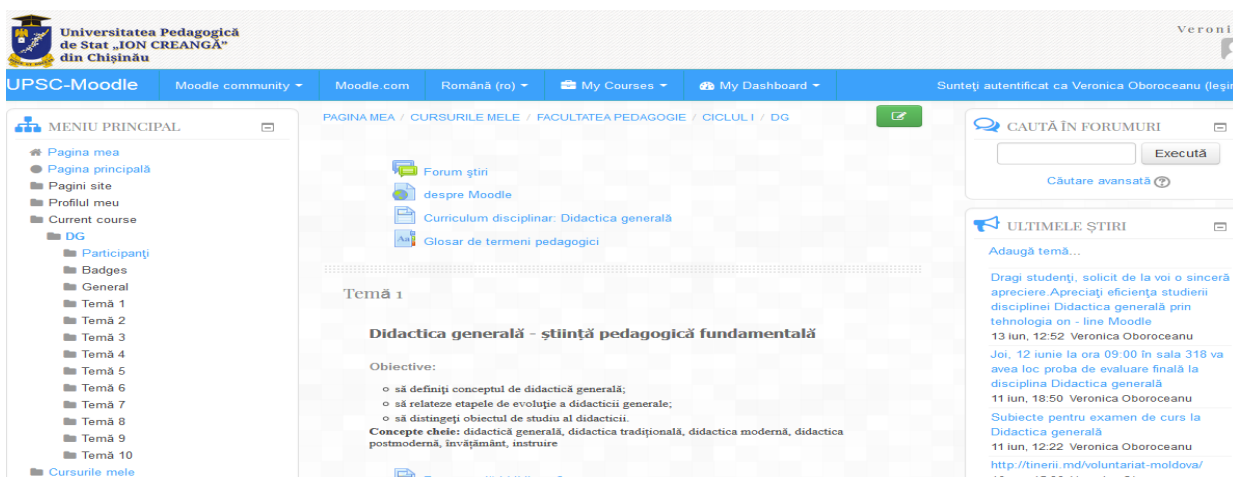 Universitatea Pedagogică
de Stat „ION CREANGĂ”
din Chișinău
UPSC-Moodle
Moodle community
Moodle.com
Română (ro)
My Courses
My Dashboard
Sunteţi autentificat ca Veronica Oboroceanu
MENIU PRINCIPAL
Pagina mea
Pagina principală
Pagini site
Profilul meu
Current course
DG
Participanţi
Badges
General
Temă 1
Temă 2
Temă 3
Temă 4
Temă 5
Temă 6
Temă 7
Temă 8
Temă 9
Temă 10
Cursurile mele
PAGINA MEA / CURSURILE MELE / FACULTATEA PEDAGOGIE / CICLUL I / DG
Forum ştiri
despre Moodle
Curriculum disciplinar: Didactica generală
Glosar de termeni pedagogici
Temă 1
Didactica generală - știință pedagogică fundamentală
Obiective:
să definiți conceptul de didactică generală;
să relateze etapele de evoluție a didacticii generale;
să distingeți obiectul de studiu al didacticii.
Concepte cheie: didactică generală, didactica tradițională, didactica modernă, didactica
postmodernă, învățământ, instruire
CAUTĂ ÎN FORUMURI
Execută
Căutare avansată
ULTIMELE ŞTIRI
Adaugă temă...
Dragi studenţi, solicit de la voi o sinceră
apreciere.Apreciaţi eficienţa studierii
disciplinei Didactica generală prin
tehnologia on - line Moodle
13 iun, 12:52 Veronica Oboroceanu
Joi, 12 iunie la ora 09:00 în sala 318 va
avea loc proba de evaluare finală la
disciplina Didactica generală
11 iun, 18:50 Veronica Oboroceanu
Subiecte pentru examen de curs la
Didactica generală
11 iun, 12:22 Veronica Oboroceanu
http://tinerii.md/voluntariat-moldova/